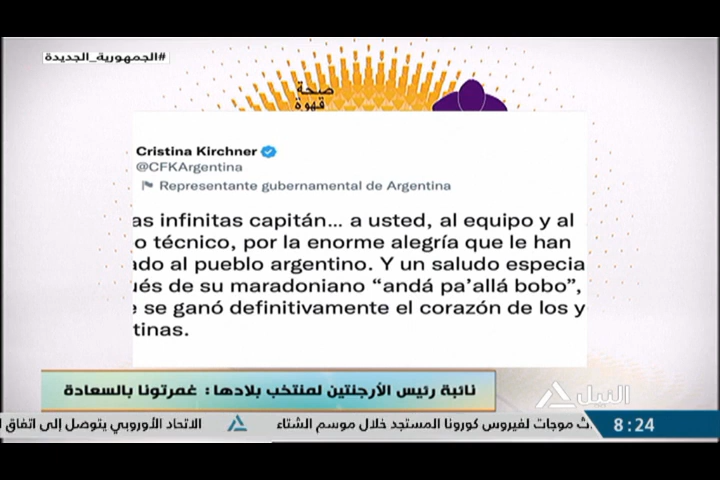 #الجمهورية_الجديدة
صحة
قهوة
Cristina Kirchner
@CFKArgentina
Representante gubernamental de Argentina
as infinitas capitán... a usted, al equipo y al
o técnico, por la enorme alegría que le han
ado al pueblo argentino. Y un saludo especia
ués de su maradoniano “andá pa’allá bobo”,
e se ganó definitivamente el corazón de los y
tinas.
نائبة رئيس الأرجنتين لمنتخب بلادها: غمرتونا بالسعادة
النيل
8:24
ث موجات لفيروس كورونا المستجد خلال موسم الشتاء
الاتحاد الأوروبي يتوصل إلى اتفاق ا